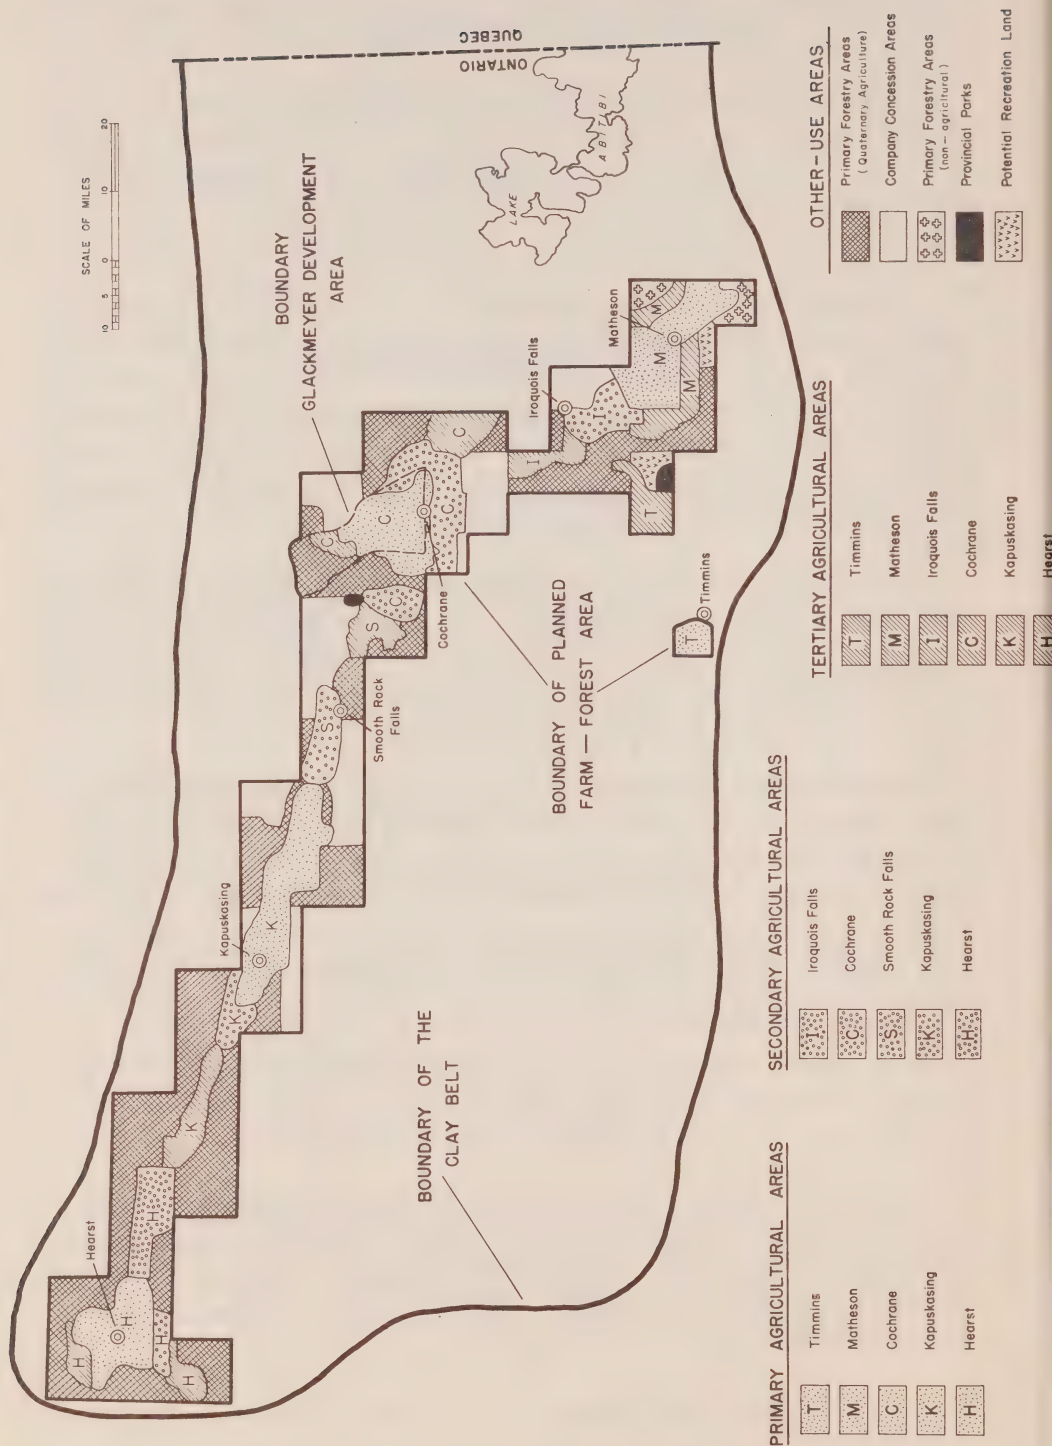 SCALE OF MILES
10 5 0 10 20
QUEBEC
ONTARIO
LAKE
ABITIBI
BOUNDARY
GLACKMEYER DEVELOPMENT
AREA
Hearst
Kapuskasing
Smooth Rock
Falls
Cochrane
Iroquois Falls
Matheson
Timmins
H
H
H
H
H
K
K
K
S
S
C
C
C
C
C
I
I
M
M
M
T
T
BOUNDARY OF PLANNED
FARM — FOREST AREA
BOUNDARY OF THE
CLAY BELT
PRIMARY AGRICULTURAL AREAS
T Timmins
M Matheson
C Cochrane
K Kapuskasing
H Hearst
SECONDARY AGRICULTURAL AREAS
I Iroquois Falls
C Cochrane
S Smooth Rock Falls
K Kapuskasing
H Hearst
TERTIARY AGRICULTURAL AREAS
T Timmins
M Matheson
I Iroquois Falls
C Cochrane
K Kapuskasing
H Hearst
OTHER-USE AREAS
Primary Forestry Areas
(Quaternary Agriculture)
Company Concession Areas
Primary Forestry Areas
(non-agricltural)
Provincial Parks
Potential Recreation Land